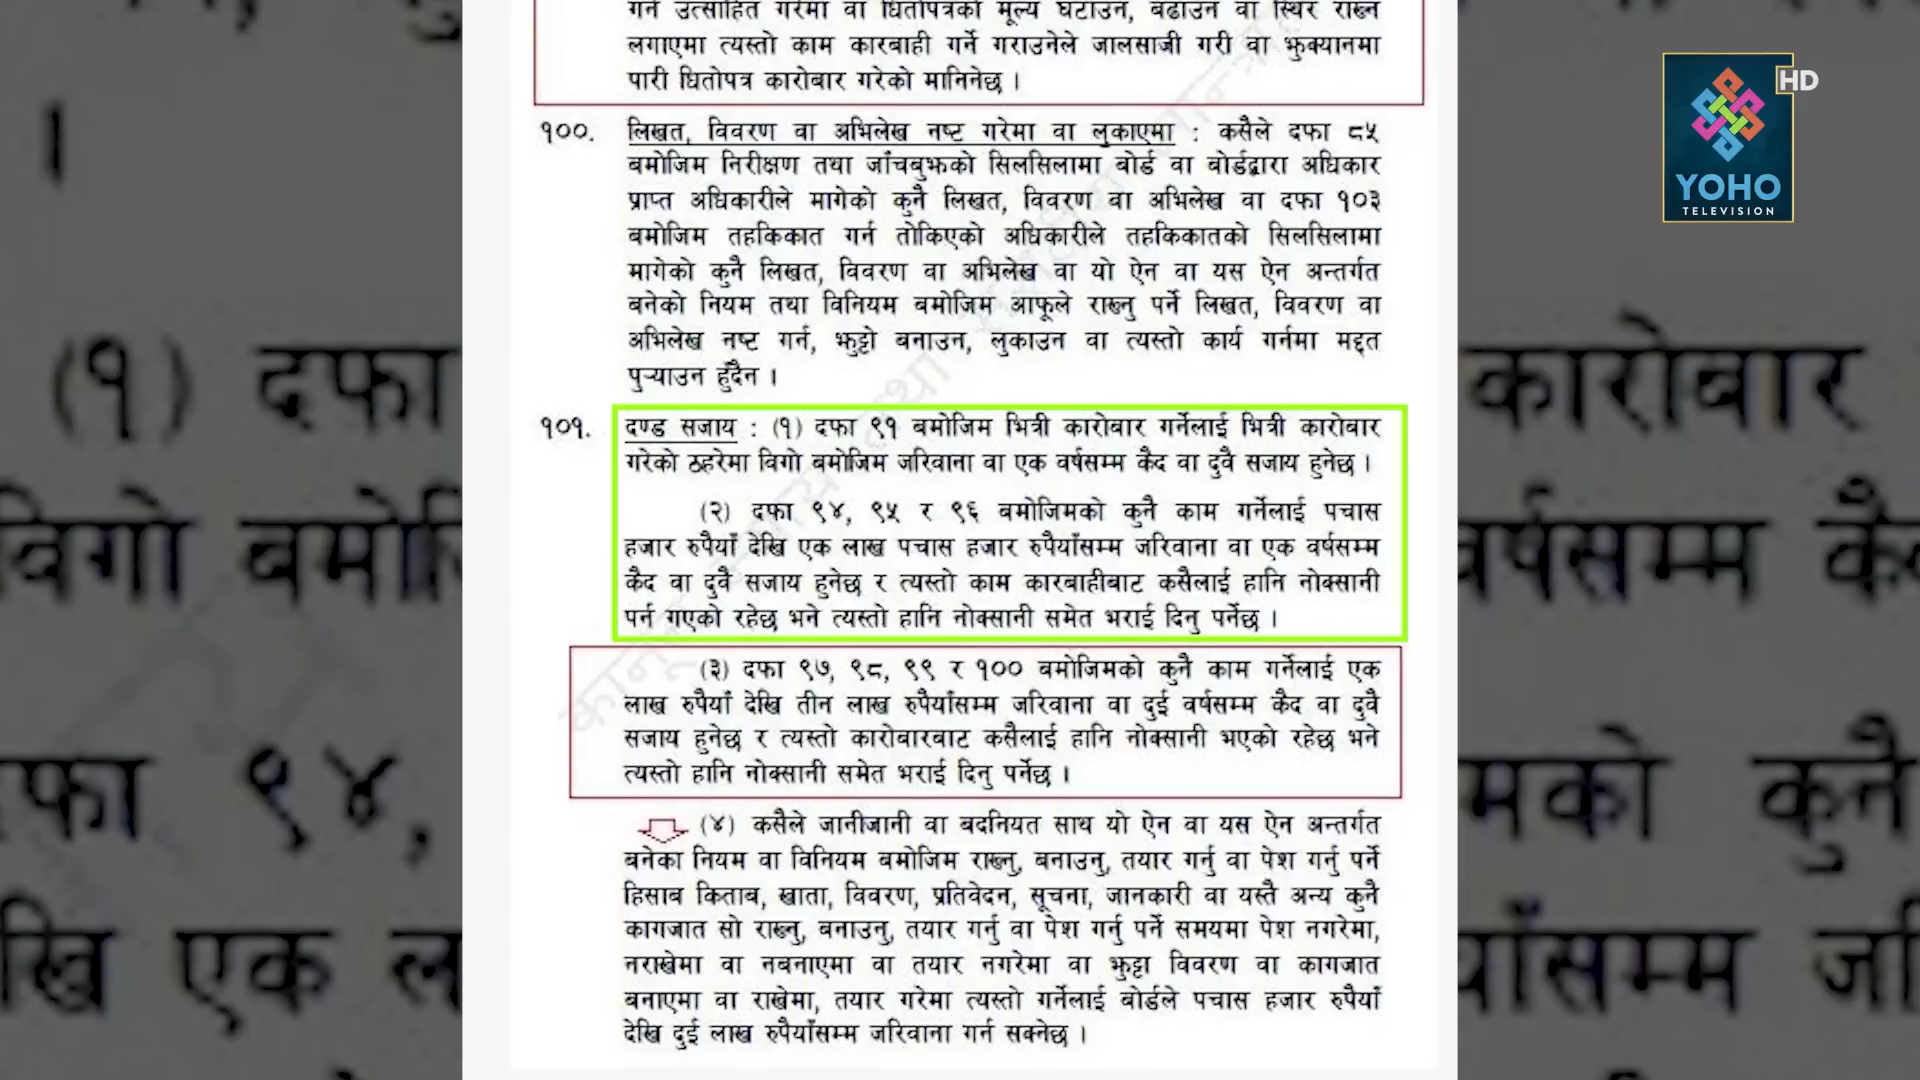 गर्न उत्साहित गरेमा वा धितोपत्रको मूल्य घटाउन, बढाउन वा स्थिर राख्न
लगाएमा त्यस्तो काम कारबाही गर्ने गराउनेले जालसाजी गरी वा झुक्यानमा
पारी धितोपत्र कारोबार गरेको मानिनेछ ।
१००. लिखत, विवरण वा अभिलेख नष्ट गरेमा वा लुकाएमा : कसैले दफा ८५
बमोजिम निरीक्षण तथा जाँचबुझको सिलसिलामा बोर्ड वा बोर्डद्वारा अधिकार
प्राप्त अधिकारीले मागेको कुनै लिखत, विवरण वा अभिलेख वा दफा १०३
बमोजिम तहकिकात गर्न तोकिएको अधिकारीले तहकिकातको सिलसिलामा
मागेको कुनै लिखत, विवरण वा अभिलेख वा यो ऐन वा यस ऐन अन्तर्गत
बनेको नियम तथा विनियम बमोजिम आफूले राख्नु पर्ने लिखत, विवरण वा
अभिलेख नष्ट गर्न, झुट्टो बनाउन, लुकाउन वा त्यस्तो कार्य गर्नमा मद्दत
पुर्‍याउन हुँदैन ।
१०१. दण्ड सजाय : (१) दफा ९१ बमोजिम भित्री कारोबार गर्नेलाई भित्री कारोबार
गरेको ठहरेमा विगो बमोजिम जरिवाना वा एक वर्षसम्म कैद वा दुवै सजाय हुनेछ ।
(२) दफा ९४, ९५ र ९६ बमोजिमको कुनै काम गर्नेलाई पचास
हजार रुपैयाँ देखि एक लाख पचास हजार रुपैयाँसम्म जरिवाना वा एक वर्षसम्म
कैद वा दुवै सजाय हुनेछ र त्यस्तो काम कारबाहीबाट कसैलाई हानि नोक्सानी
पर्न गएको रहेछ भने त्यस्तो हानि नोक्सानी समेत भराई दिनु पर्नेछ ।
(३) दफा ९७, ९८, ९९ र १०० बमोजिमको कुनै काम गर्नेलाई एक
लाख रुपैयाँ देखि तीन लाख रुपैयाँसम्म जरिवाना वा दुई वर्षसम्म कैद वा दुवै
सजाय हुनेछ र त्यस्तो कारोबारबाट कसैलाई हानि नोक्सानी भएको रहेछ भने
त्यस्तो हानि नोक्सानी समेत भराई दिनु पर्नेछ ।
(४) कसैले जानीजानी वा बदनियत साथ यो ऐन वा यस ऐन अन्तर्गत
बनेका नियम वा विनियम बमोजिम राख्नु, बनाउनु, तयार गर्नु वा पेश गर्नु पर्ने
हिसाब किताब, खाता, विवरण, प्रतिवेदन, सूचना, जानकारी वा यस्तै अन्य कुनै
कागजात सो राख्नु, बनाउनु, तयार गर्नु वा पेश गर्नु पर्ने समयमा पेश नगरेमा,
नराखेमा वा नबनाएमा वा तयार नगरेमा वा झुट्टा विवरण वा कागजात
बनाएमा वा राखेमा, तयार गरेमा त्यस्तो गर्नेलाई बोर्डले पचास हजार रुपैयाँ
देखि दुई लाख रुपैयाँसम्म जरिवाना गर्न सक्नेछ ।
HD
YOHO
TELEVISION